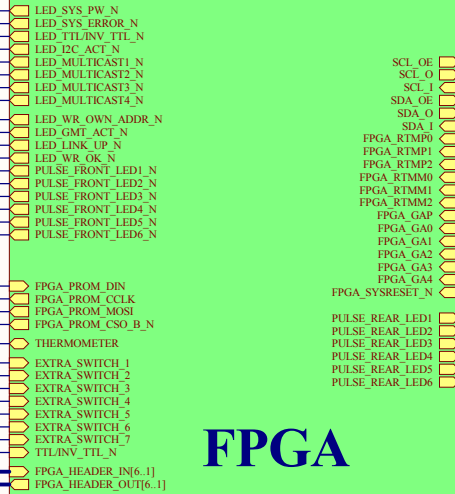 LED_SYS_PW_N
LED_SYS_ERROR_N
LED_TTL/INV_TTL_N
LED_I2C_ACT_N
LED_MULTICAST1_N
LED_MULTICAST2_N
LED_MULTICAST3_N
LED_MULTICAST4_N
LED_WR_OWN_ADDR_N
LED_GMT_ACT_N
LED_LINK_UP_N
LED_WR_OK_N
PULSE_FRONT_LED1_N
PULSE_FRONT_LED2_N
PULSE_FRONT_LED3_N
PULSE_FRONT_LED4_N
PULSE_FRONT_LED5_N
PULSE_FRONT_LED6_N
FPGA_PROM_DIN
FPGA_PROM_CCLK
FPGA_PROM_MOSI
FPGA_PROM_CSO_B_N
THERMOMETER
EXTRA_SWITCH_1
EXTRA_SWITCH_2
EXTRA_SWITCH_3
EXTRA_SWITCH_4
EXTRA_SWITCH_5
EXTRA_SWITCH_6
EXTRA_SWITCH_7
TTL/INV_TTL_N
FPGA_HEADER_IN[6..1]
FPGA_HEADER_OUT[6..1]
SCL_OE
SCL_O
SCL_I
SDA_OE
SDA_O
SDA_I
FPGA_RTMP0
FPGA_RTMP1
FPGA_RTMP2
FPGA_RTMM0
FPGA_RTMM1
FPGA_RTMM2
FPGA_GAP
FPGA_GA0
FPGA_GA1
FPGA_GA2
FPGA_GA3
FPGA_GA4
FPGA_SYSRESET_N
PULSE_REAR_LED1
PULSE_REAR_LED2
PULSE_REAR_LED3
PULSE_REAR_LED4
PULSE_REAR_LED5
PULSE_REAR_LED6
FPGA